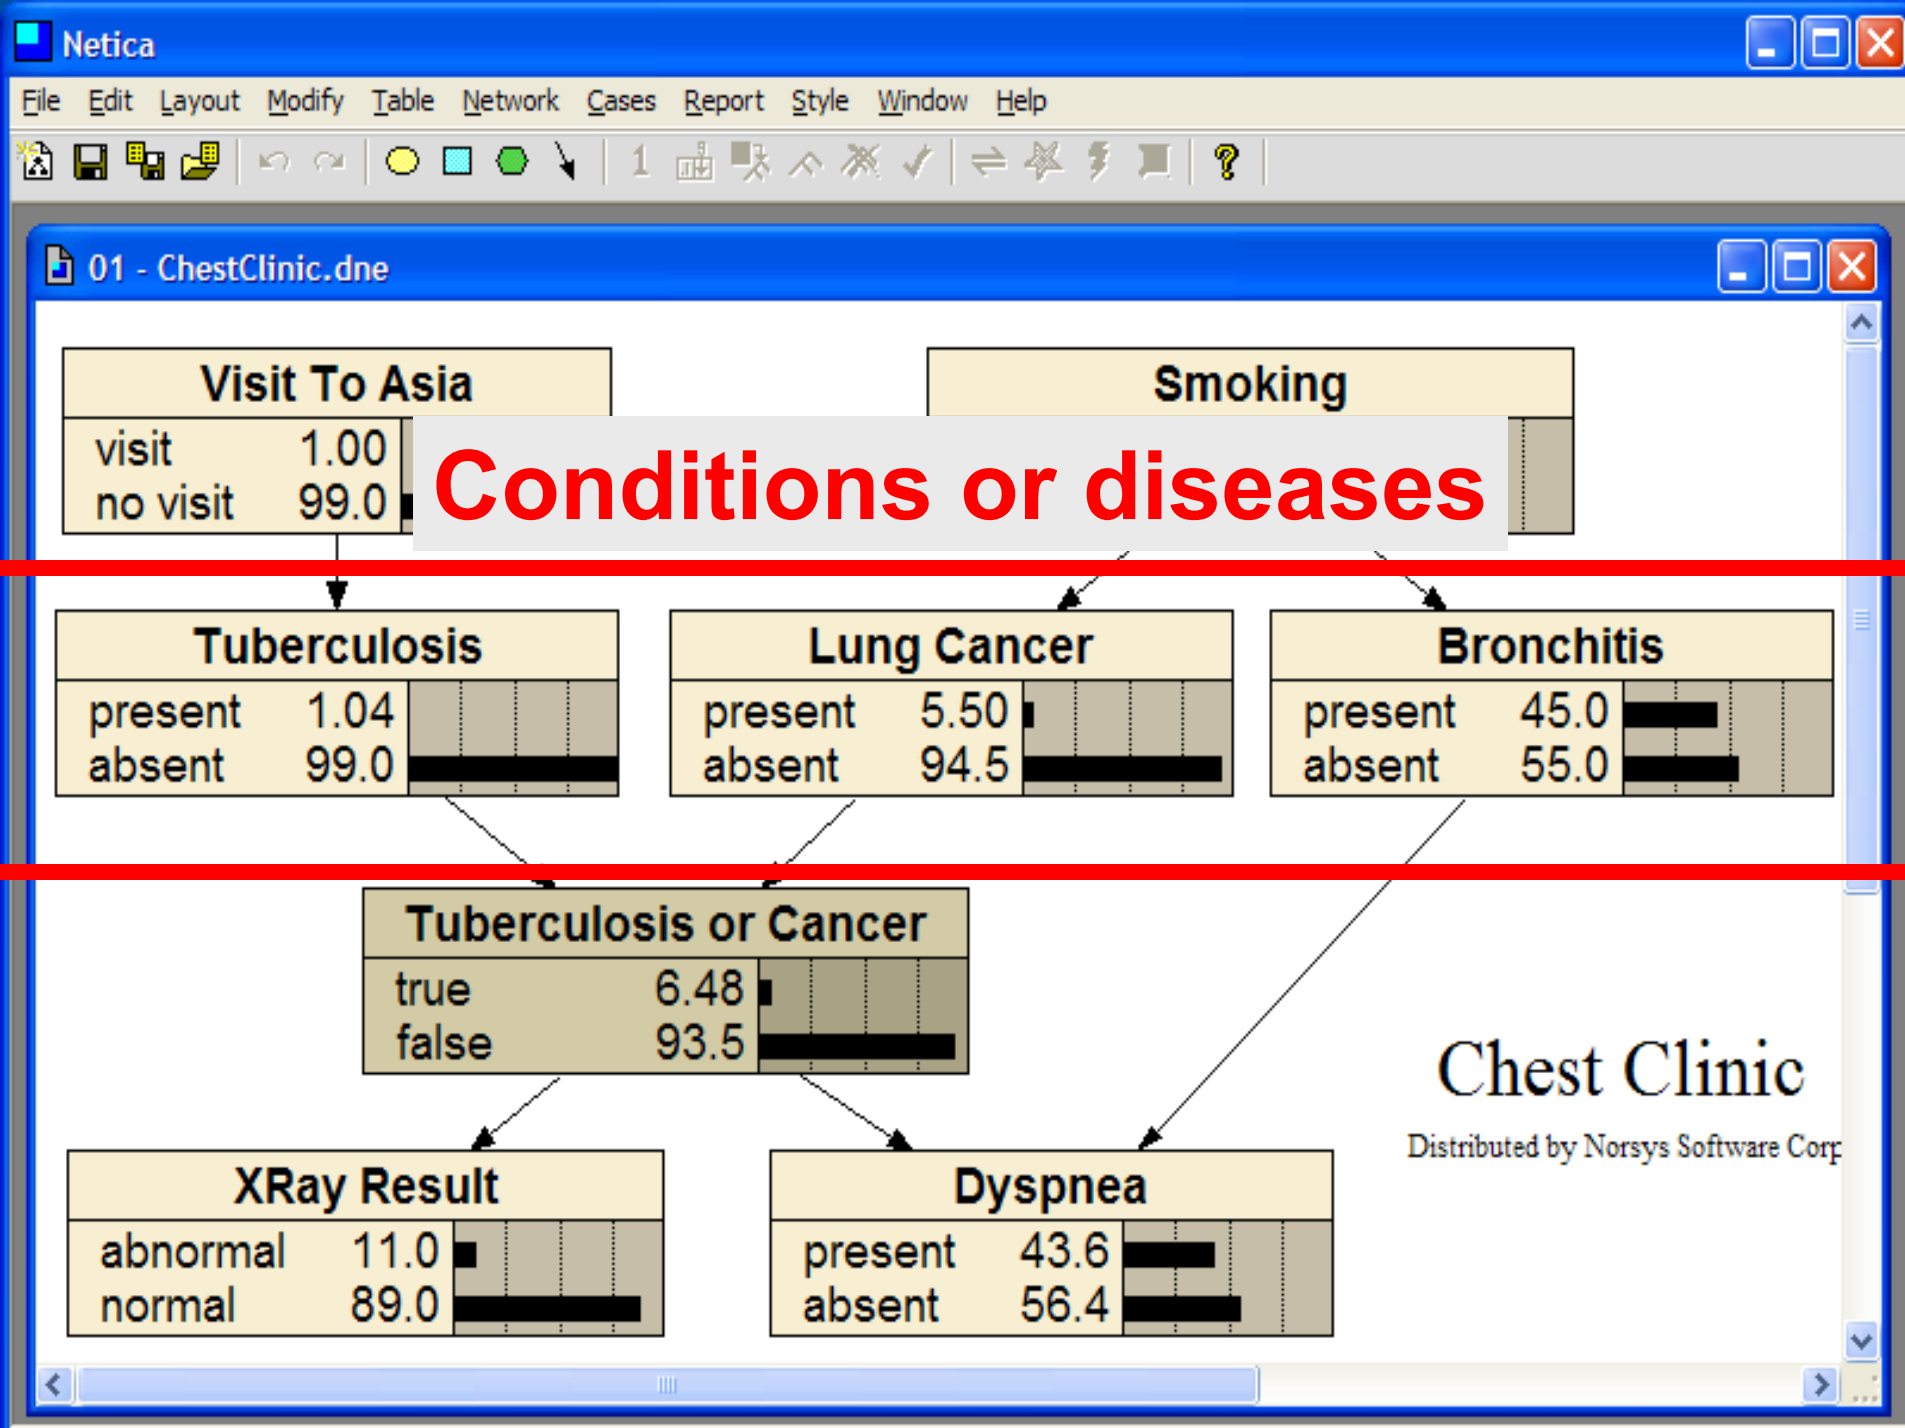 Netica
File Edit Layout Modify Table Network Cases Report Style Window Help
1 ?
01 - ChestClinic.dne
Visit To Asia
visit 1.00
no visit 99.0
Smoking
Conditions or diseases
Tuberculosis
present 1.04
absent 99.0
Lung Cancer
present 5.50
absent 94.5
Bronchitis
present 45.0
absent 55.0
Tuberculosis or Cancer
true 6.48
false 93.5
Chest Clinic
Distributed by Norsys Software Corp
XRay Result
abnormal 11.0
normal 89.0
Dyspnea
present 43.6
absent 56.4